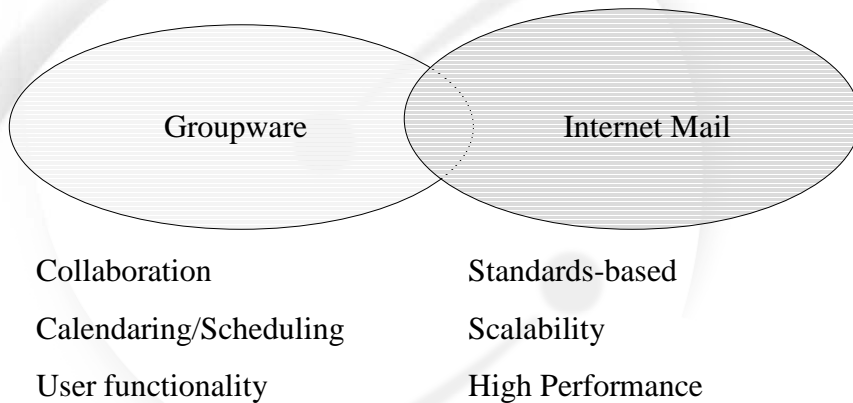 Groupware
Internet Mail
Collaboration
Standards-based
Calendaring/Scheduling
Scalability
User functionality
High Performance